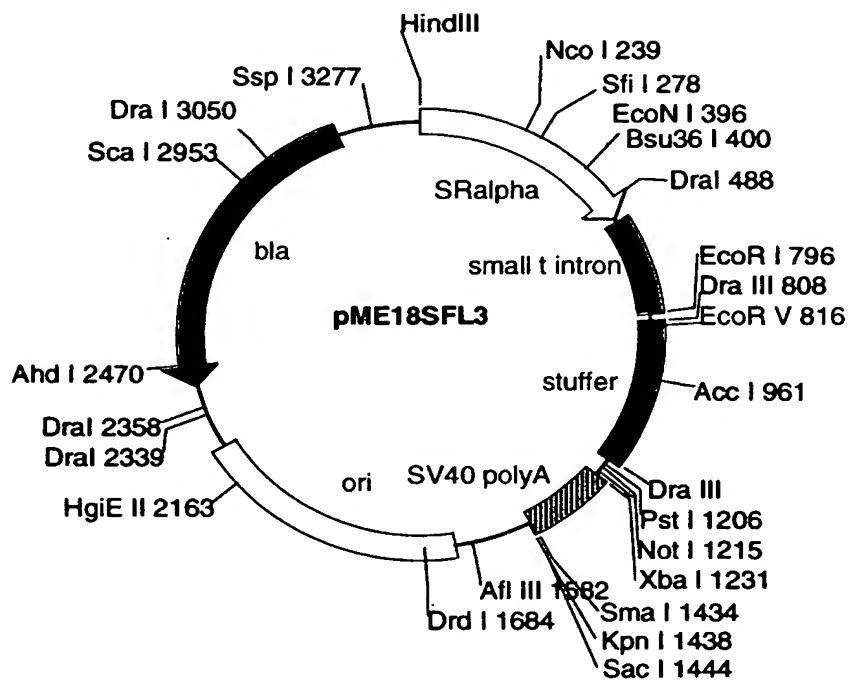 HindIII
Nco I 239
Sfi I 278
EcoN I 396
Bsu36 I 400
DraI 488
SRalpha
small t intron
EcoR I 796
Dra III 808
EcoR V 816
stuffer
Acc I 961
Dra III
Pst I 1206
Not I 1215
Xba I 1231
SV40 polyA
Sma I 1434
Kpn I 1438
Sac I 1444
Afl III 1582
Drd I 1684
ori
HgiE II 2163
DraI 2339
DraI 2358
Ahd I 2470
bla
Sca I 2953
Dra I 3050
Ssp I 3277
pME18SFL3